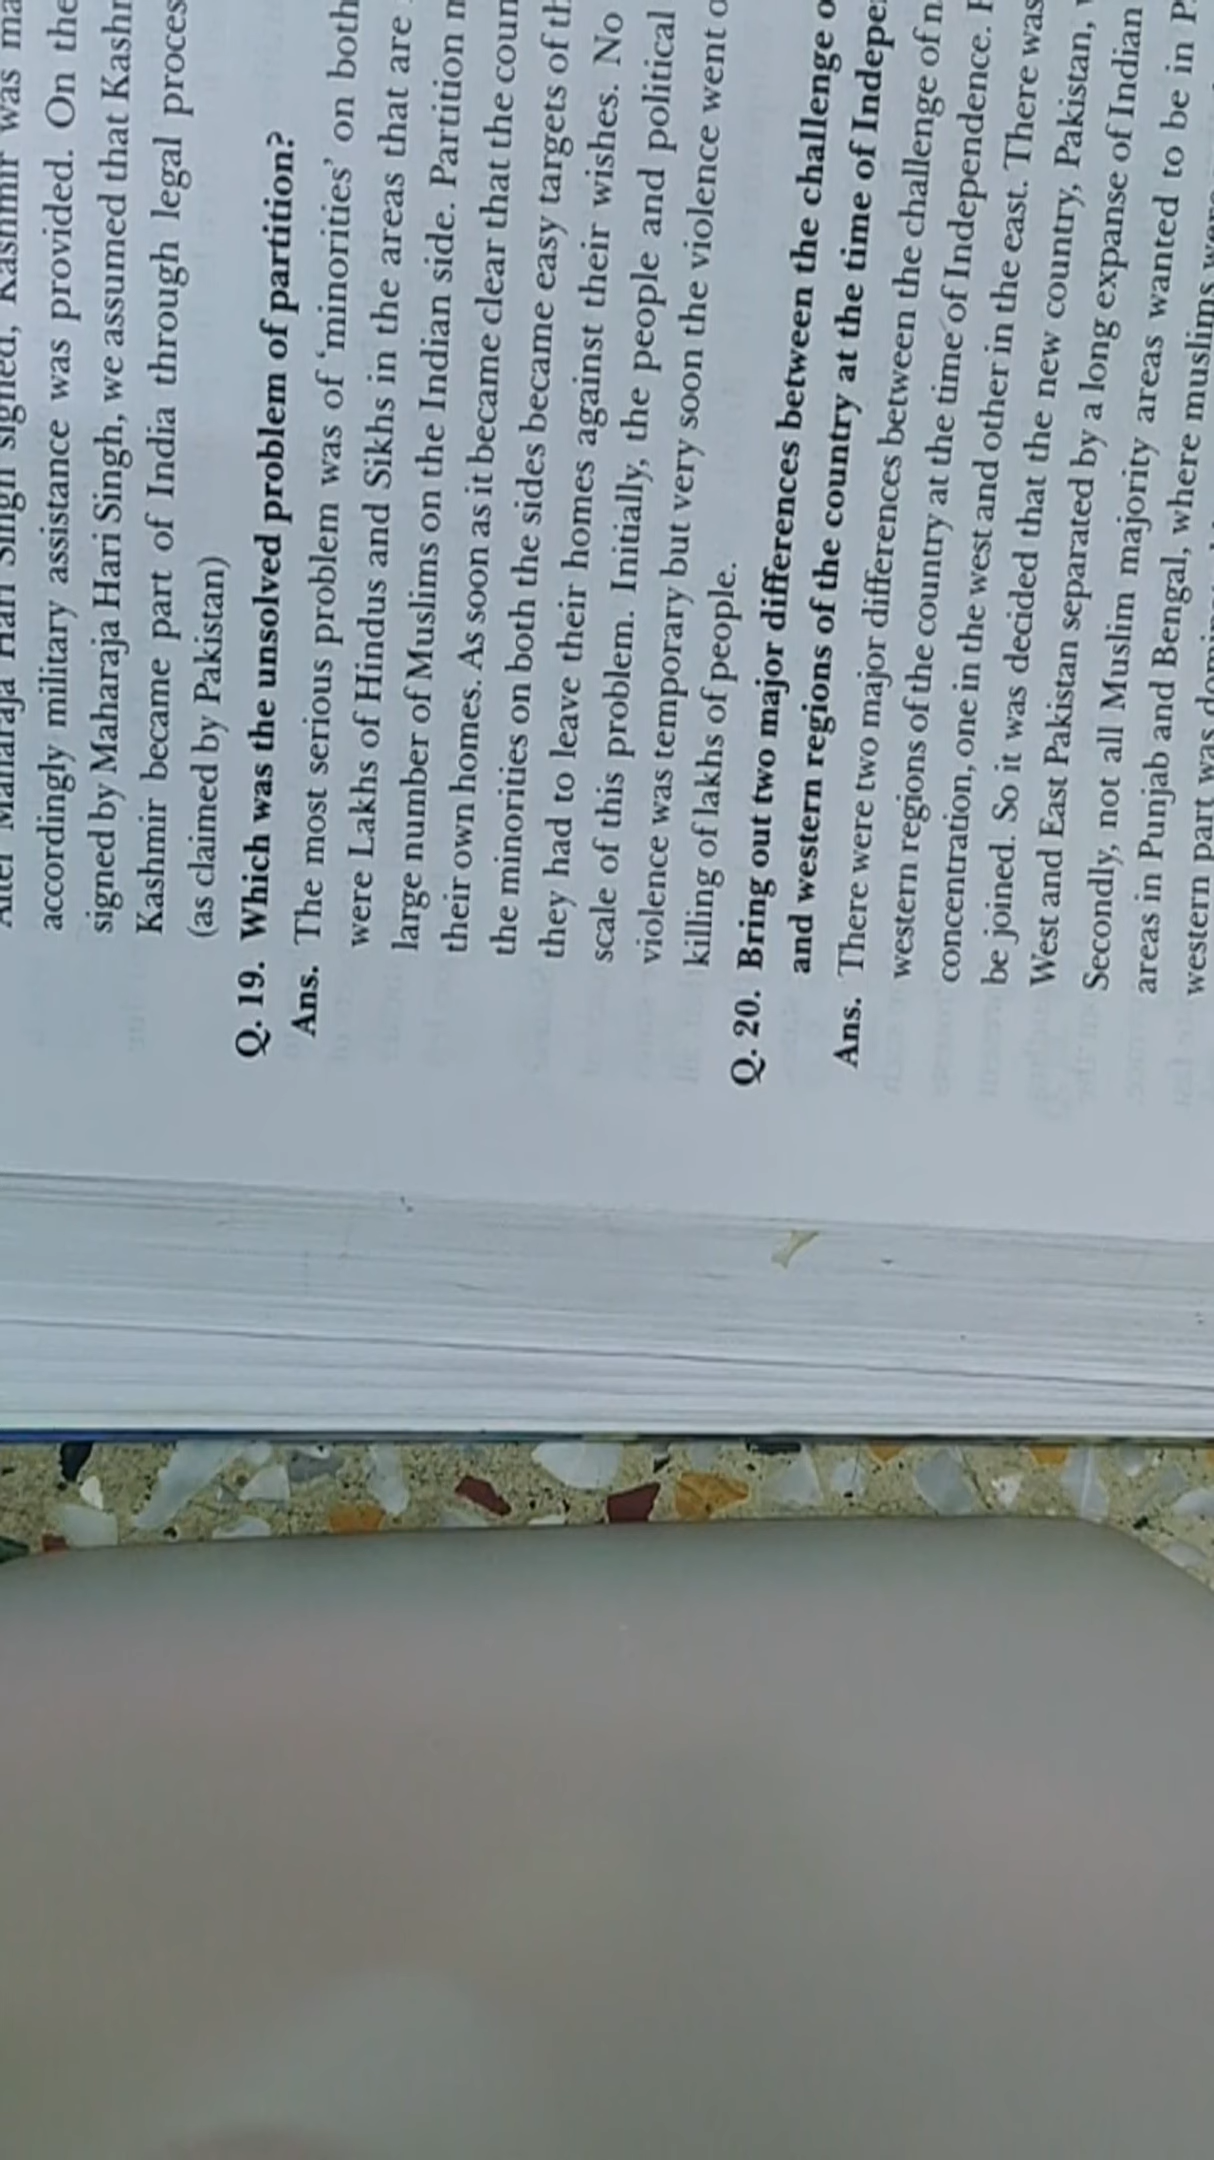 After Maharaja Hari Singh signed, Kashmir was
accordingly military assistance was provided. On the
signed by Maharaja Hari Singh, we assumed that
Kashmir became part of India through legal
(as claimed by Pakistan)
Q. 19. Which was the unsolved problem of partition?
Ans. The most serious problem was of ‘minorities’ on both
were Lakhs of Hindus and Sikhs in the areas that are
large number of Muslims on the Indian side. Partition
their own homes. As soon as it became clear that the
the minorities on both the sides became easy targets of
they had to leave their homes against their wishes. No
scale of this problem. Initially, the people and political
violence was temporary but very soon the violence went
killing of lakhs of people.
Q. 20. Bring out two major differences between the challenge
and western regions of the country at the time of
Ans. There were two major differences between the challenge of
western regions of the country at the time of Independence.
concentration, one in the west and other in the east. There was
be joined. So it was decided that the new country, Pakistan,
West and East Pakistan separated by a long expanse of Indian
Secondly, not all Muslim majority areas wanted to be in
areas in Punjab and Bengal, where muslims were
western part was